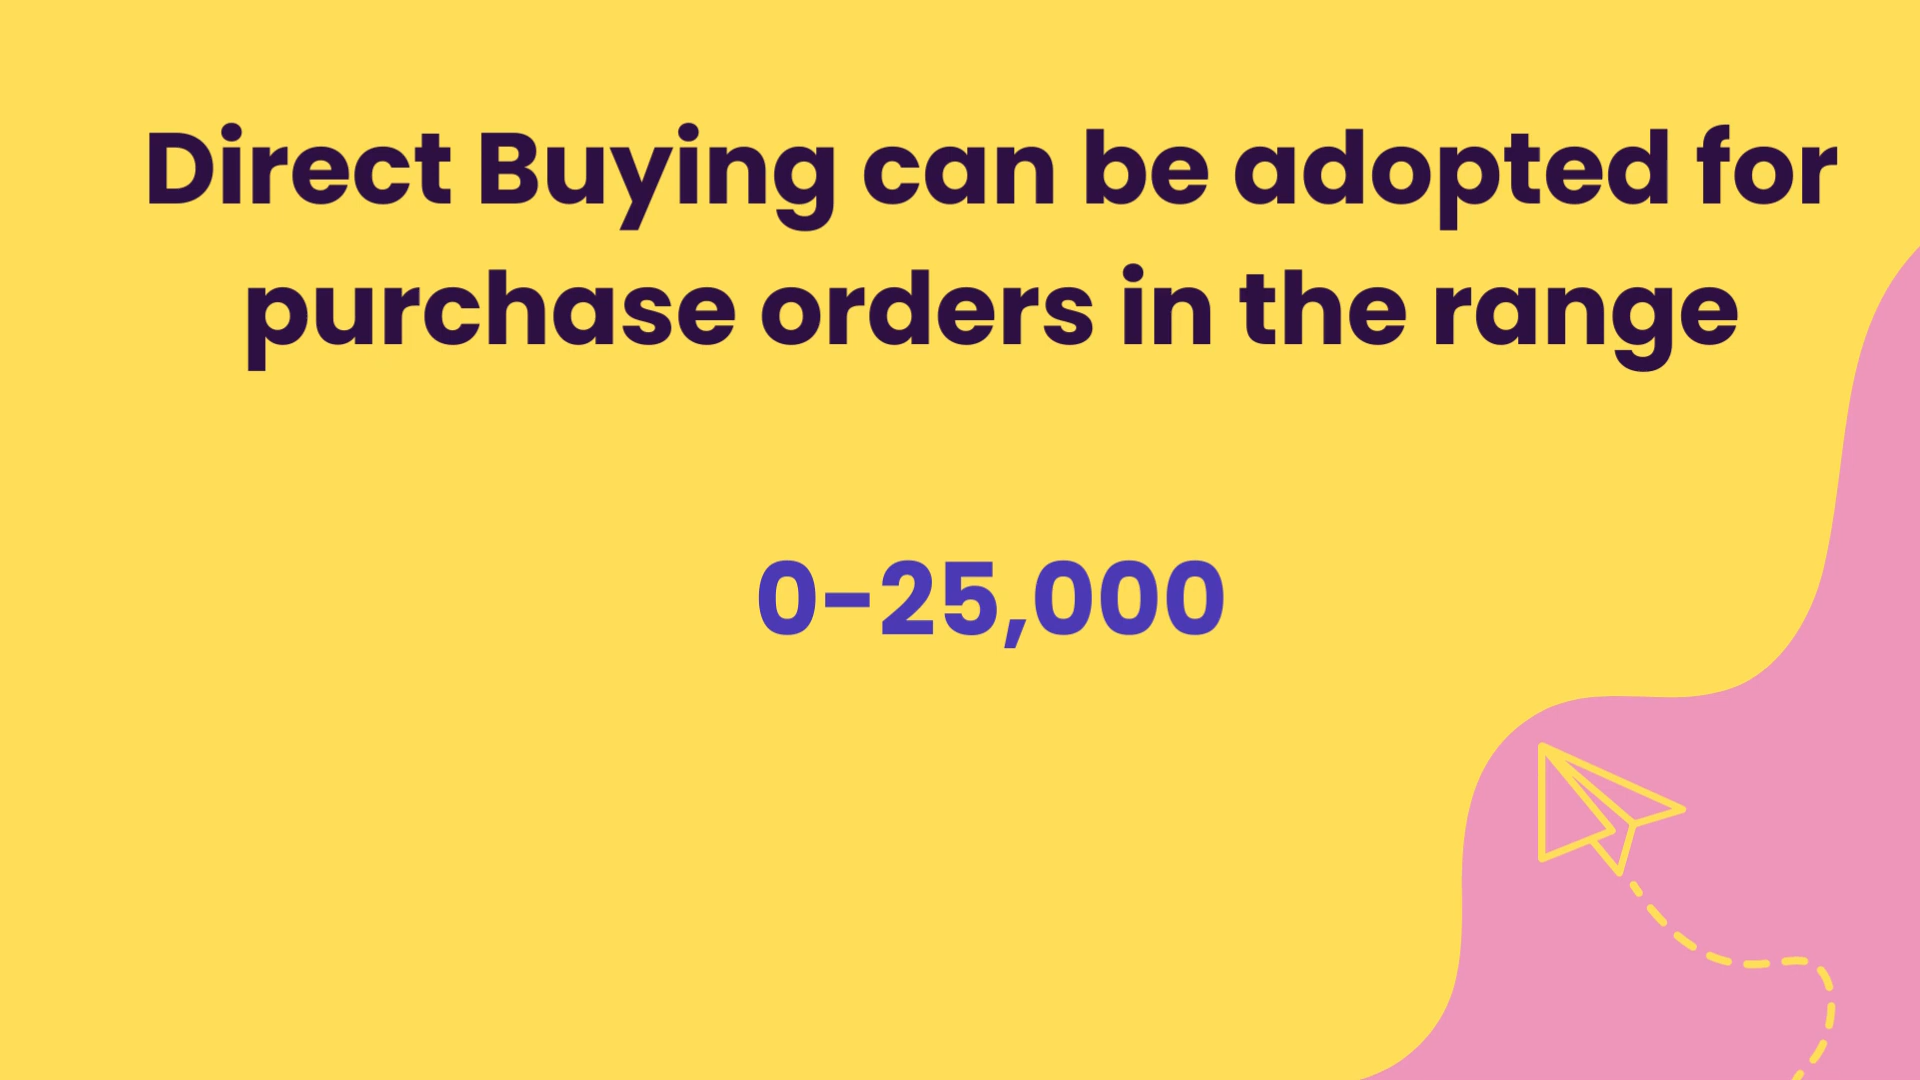 Direct Buying can be adopted for
purchase orders in the range
0-25,000